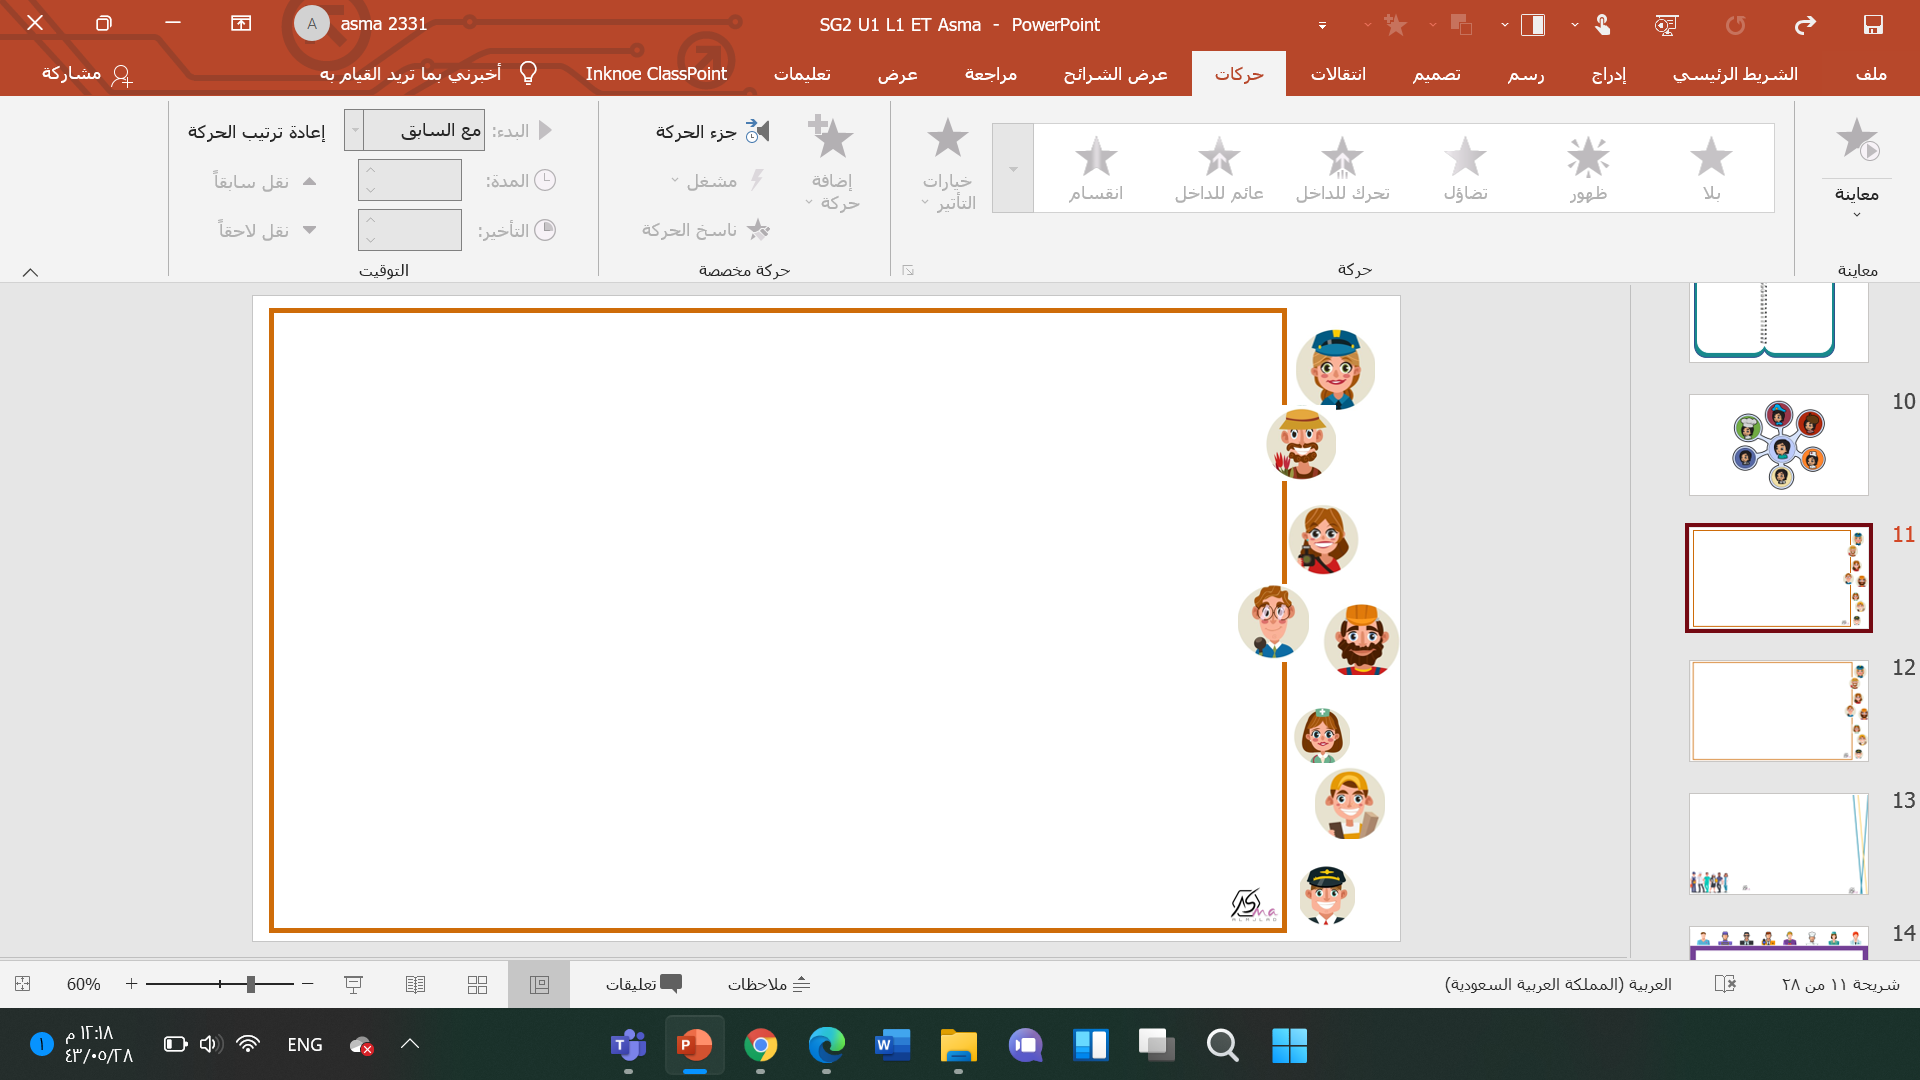 asma 2331
A
SG2 U1 L1 ET Asma - PowerPoint
ملف
الشريط الرئيسي
إدراج
رسم
تصميم
انتقالات
حركات
عرض الشرائح
مراجعة
عرض
تعليمات
Inknoe ClassPoint
أخبرني بما تريد القيام به
مشاركة
معاينة
معاينة
بلا
ظهور
تضاؤل
تحرك للداخل
عائم للداخل
انقسام
حركة
خيارات
التأثير
إضافة
حركة
جزء الحركة
مشغل
ناسخ الحركة
حركة مخصصة
البدء:
مع السابق
المدة:
التأخير:
إعادة ترتيب الحركة
نقل سابقاً
نقل لاحقاً
التوقيت
10
11
12
13
14
ASma
شريحة ١١ من ٢٨
العربية (المملكة العربية السعودية)
ملاحظات
تعليقات
60%
ENG
١٢:١٨ م
٤٣/٠٥/٢٨
١